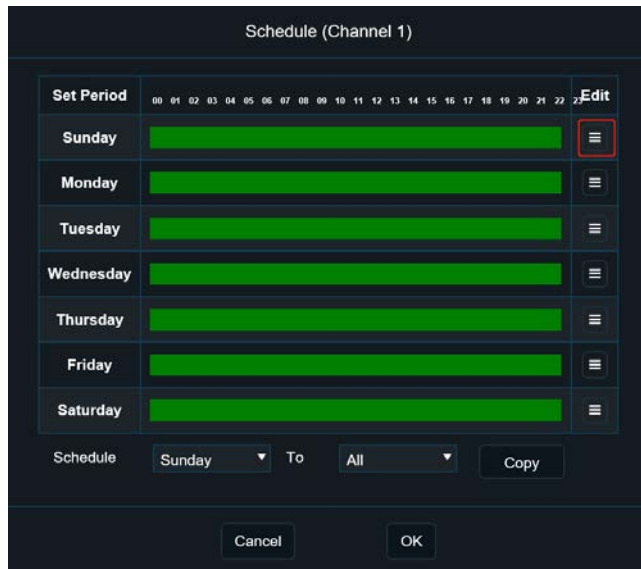 Schedule (Channel 1)
Set Period 00 01 02 03 04 05 06 07 08 09 10 11 12 13 14 15 16 17 18 19 20 21 22 23 Edit
Sunday
Monday
Tuesday
Wednesday
Thursday
Friday
Saturday
Schedule Sunday To All Copy
Cancel OK